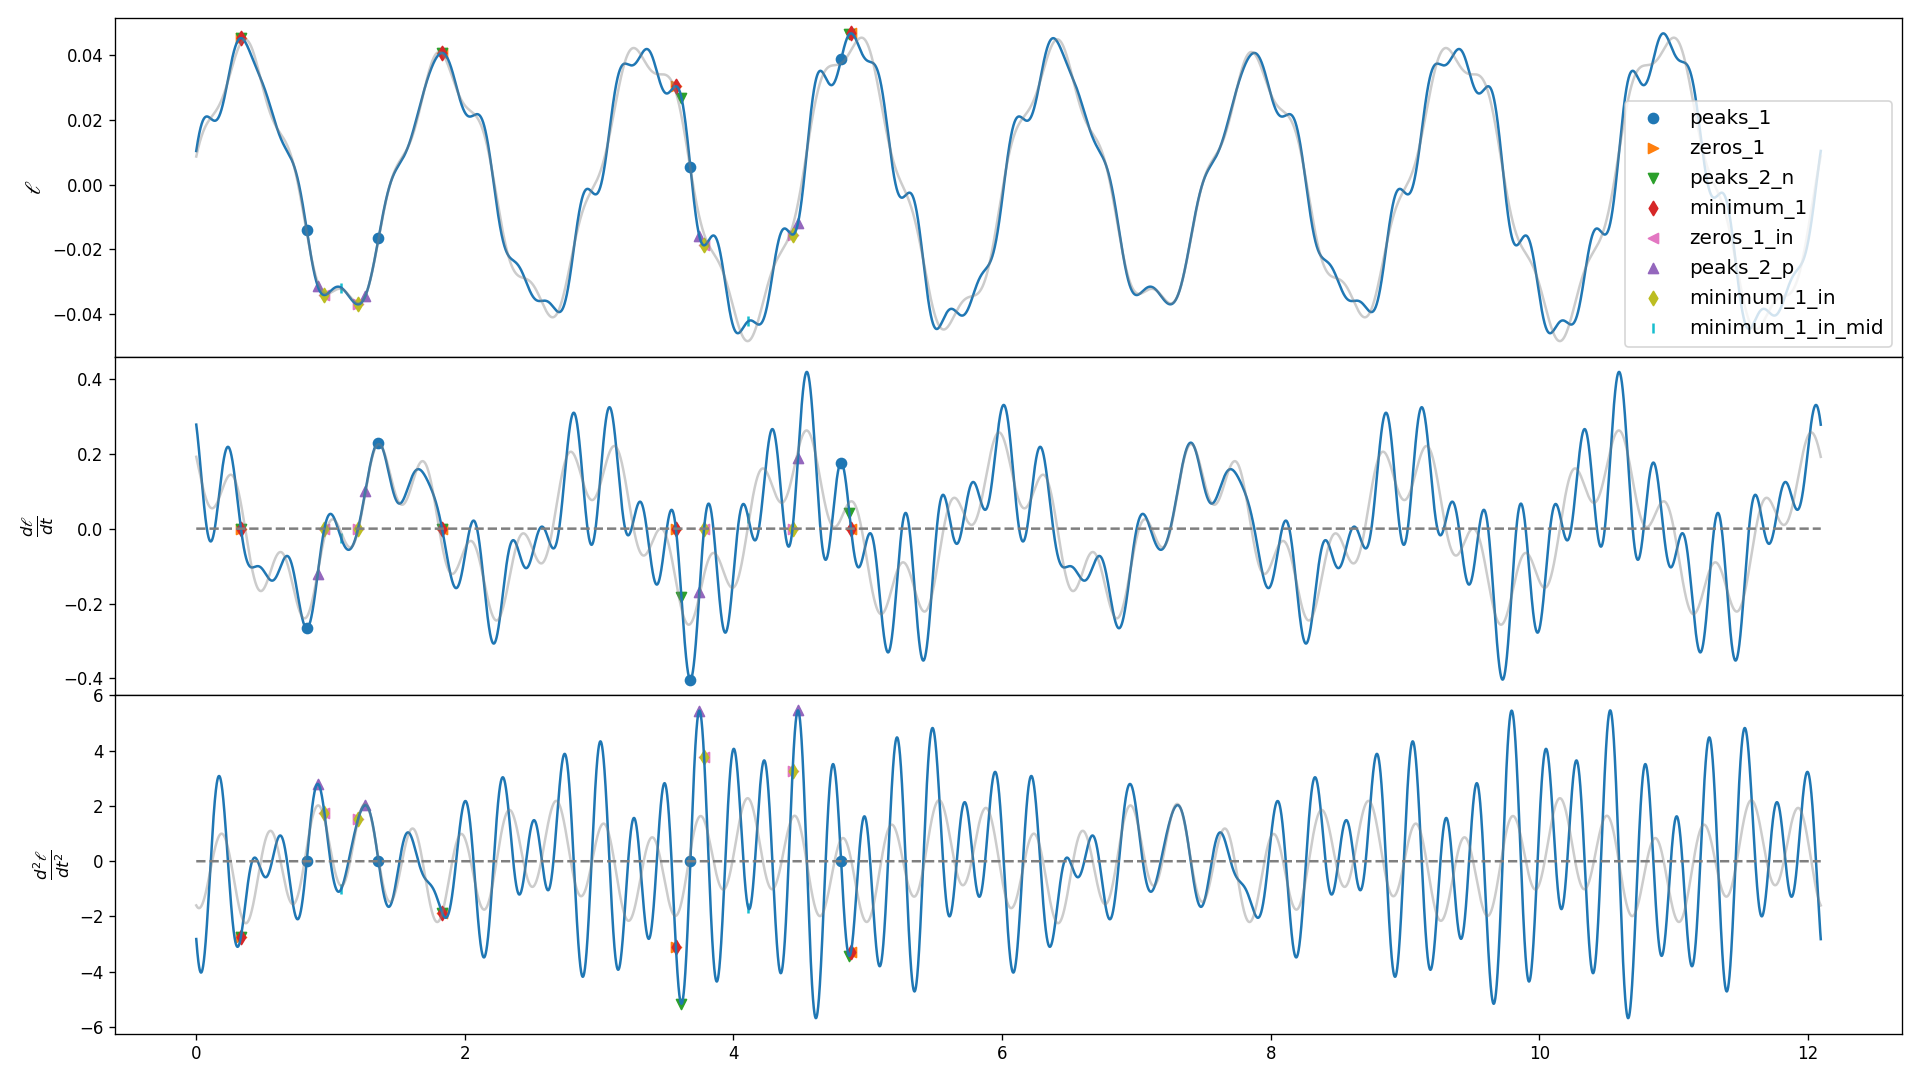 0.04
0.02
0.00
−0.02
−0.04
ℓ
peaks_1
zeros_1
peaks_2_n
minimum_1
zeros_1_in
peaks_2_p
minimum_1_in
minimum_1_in_mid
0.4
0.2
0.0
−0.2
−0.4
dℓ/dt
6
4
2
0
−2
−4
−6
d²ℓ/dt²
0 2 4 6 8 10 12